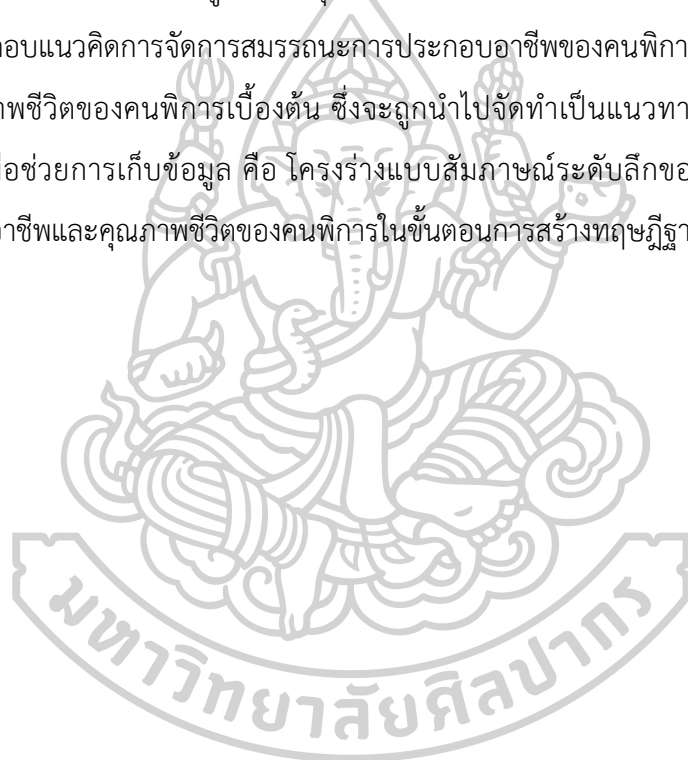 อบแนวคิดการจัดการสมรรถนะการประกอบอาชีพของคนพิกา
าพชีวิตของคนพิการเบื้องต้น ซึ่งจะถูกนำไปจัดทำเป็นแนวทา
อช่วยการเก็บข้อมูล คือ โครงร่างแบบสัมภาษณ์ระดับลึกขอ
อาชีพและคุณภาพชีวิตของคนพิการในขั้นตอนการสร้างทฤษฎีฐา
มหาวิทยาลัยศิลปากร